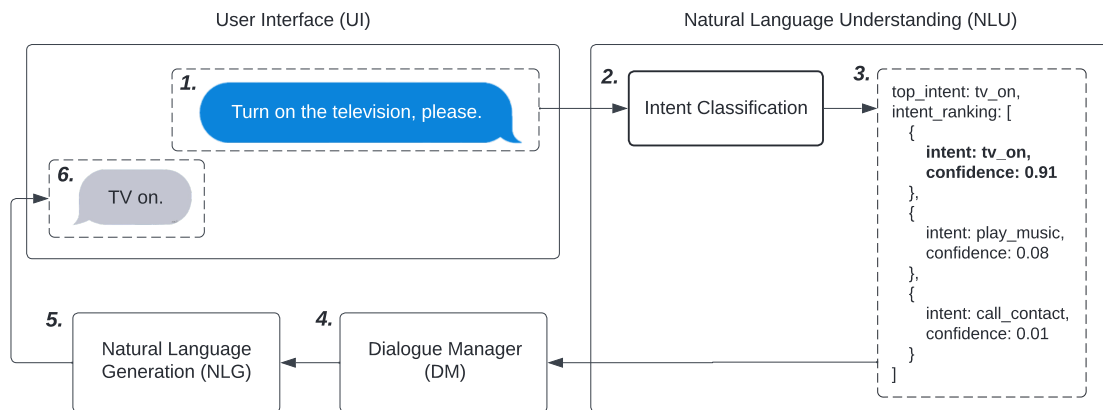 User Interface (UI)
Natural Language Understanding (NLU)
1.
Turn on the television, please.
2.
Intent Classification
3.
top_intent: tv_on,
intent_ranking: [
{
intent: tv_on,
confidence: 0.91
},
{
intent: play_music,
confidence: 0.08
},
{
intent: call_contact,
confidence: 0.01
}
]
4.
Dialogue Manager
(DM)
5.
Natural Language
Generation (NLG)
6.
TV on.